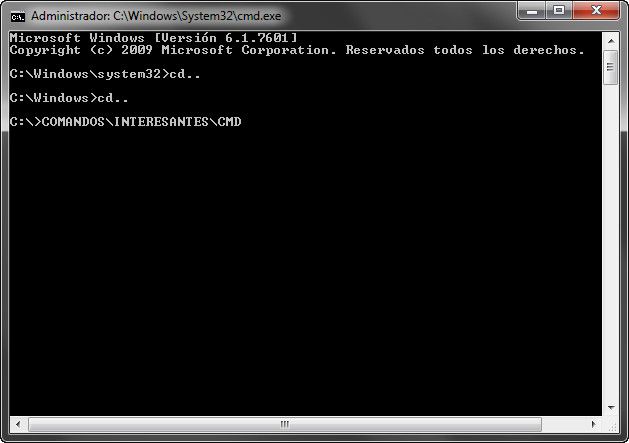 Administrador: C:\Windows\System32\cmd.exe
Microsoft Windows [Versión 6.1.7601]
Copyright (c) 2009 Microsoft Corporation. Reservados todos los derechos.
C:\Windows\system32>cd..
C:\Windows>cd..
C:\>COMANDOS\INTERESANTES\CMD